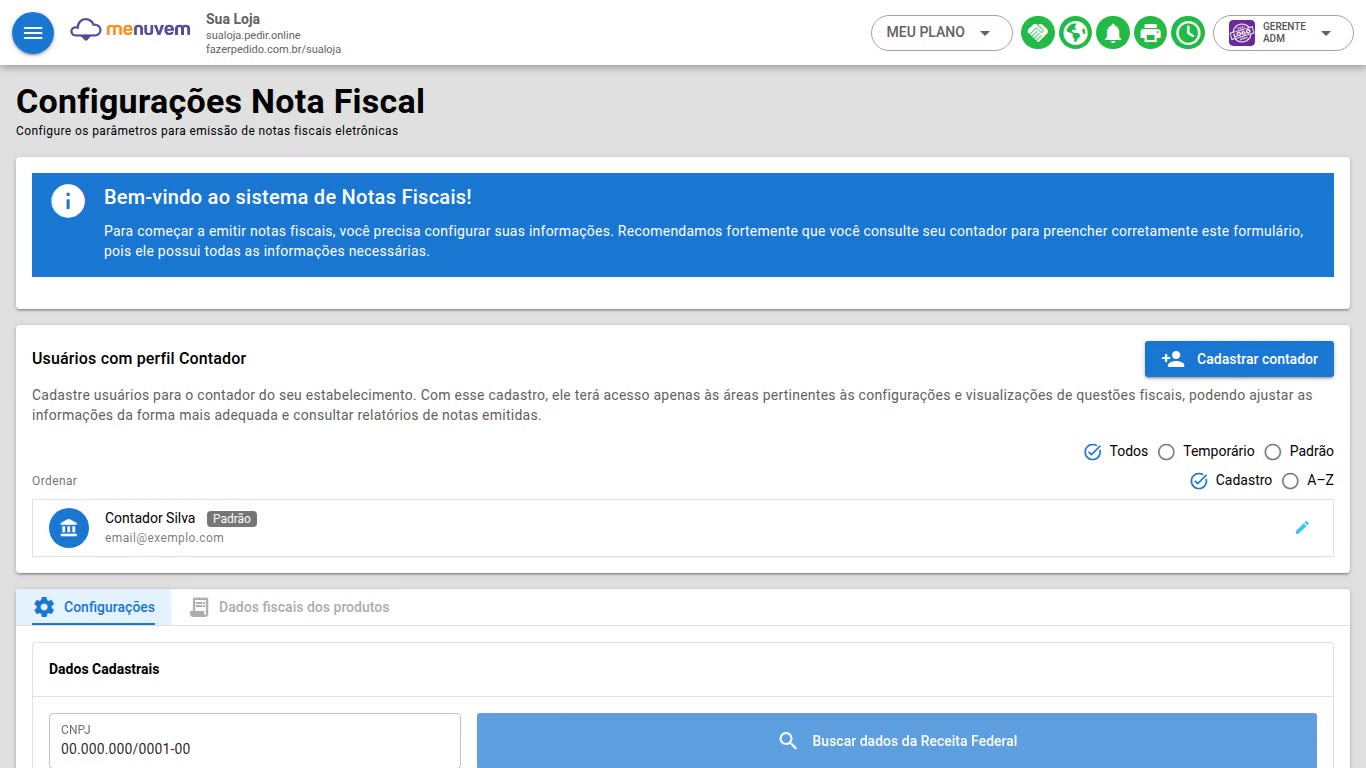 menuvem
Sua Loja
sualoja.pedir.online
fazerpedido.com.br/sualoja
MEU PLANO
GERENTE
ADM
Configurações Nota Fiscal
Configure os parâmetros para emissão de notas fiscais eletrônicas
Bem-vindo ao sistema de Notas Fiscais!
Para começar a emitir notas fiscais, você precisa configurar suas informações. Recomendamos fortemente que você consulte seu contador para preencher corretamente este formulário,
pois ele possui todas as informações necessárias.
Usuários com perfil Contador
Cadastrar contador
Cadastre usuários para o contador do seu estabelecimento. Com esse cadastro, ele terá acesso apenas às áreas pertinentes às configurações e visualizações de questões fiscais, podendo ajustar as
informações da forma mais adequada e consultar relatórios de notas emitidas.
Todos Temporário Padrão
Ordenar
Cadastro A–Z
Contador Silva Padrão
email@exemplo.com
Configurações
Dados fiscais dos produtos
Dados Cadastrais
CNPJ
00.000.000/0001-00
Buscar dados da Receita Federal